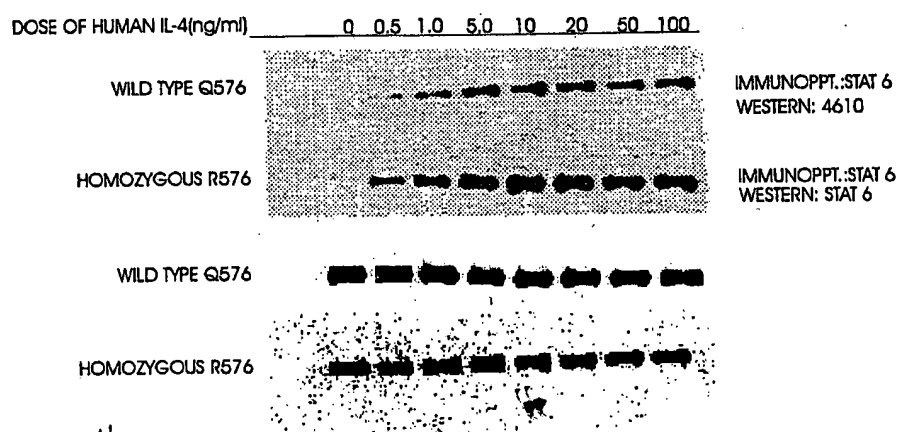 DOSE OF HUMAN IL-4(ng/ml) 0 0.5 1.0 5.0 10 20 50 100
WILD TYPE Q576
IMMUNOPPT.:STAT 6
WESTERN: 4G10
HOMOZYGOUS R576
IMMUNOPPT.:STAT 6
WESTERN: STAT 6
WILD TYPE Q576
HOMOZYGOUS R576